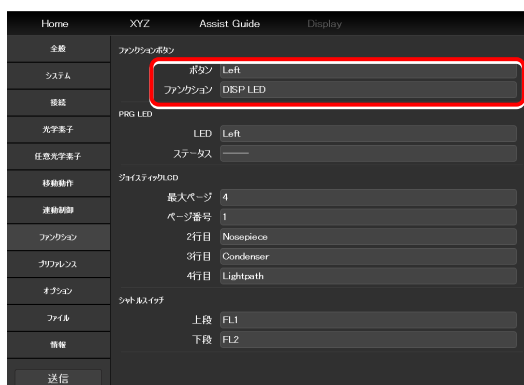 Home XYZ Assist Guide Display
全般
システム
接続
光学素子
任意光学素子
移動動作
連動制御
ファンクション
プリファレンス
オプション
ファイル
情報
送信
ファンクションボタン
ボタン Left
ファンクション DISP LED
PRG LED
LED Left
ステータス ───
ジョイスティックLCD
最大ページ 4
ページ番号 1
2行目 Nosepiece
3行目 Condenser
4行目 Lightpath
シャトルスイッチ
上段 FL1
下段 FL2